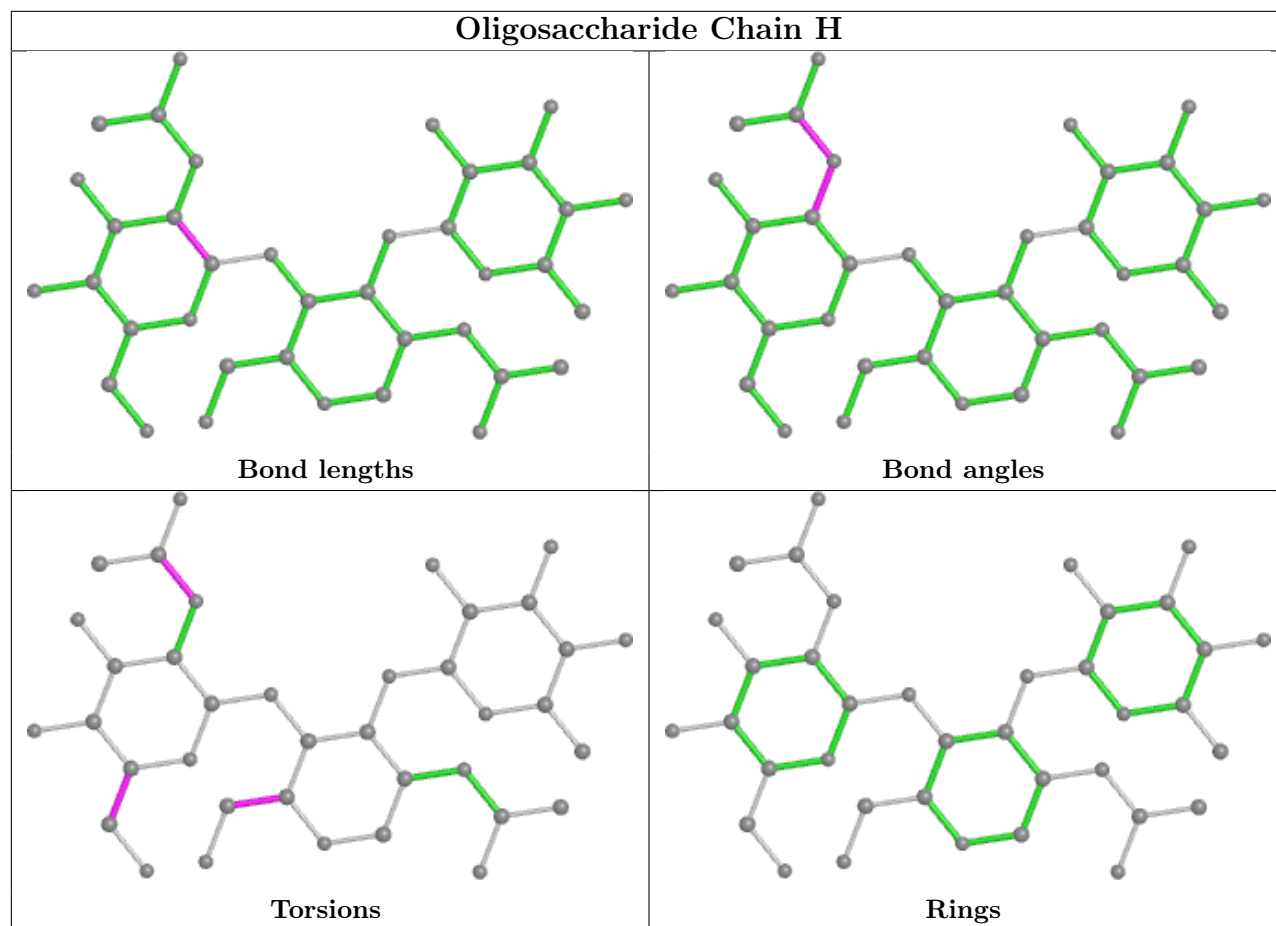 Oligosaccharide Chain H
Bond lengths
Bond angles
Torsions
Rings